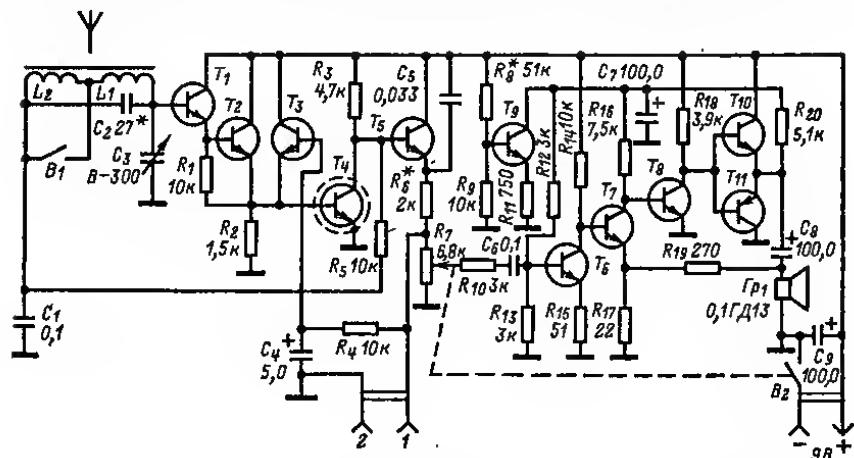 L2
L1
C2 27*
C3
В-300
В1
T1
T2
T3
R1
10к
R2
1,5к
C1
0,1
R3
4,7к
T4
T5
C5
0,033
R5 10к
R6*
2к
R7
6,8к
R4 10к
C4
5,0
+
2
1
R8* 51к
T9
R9
10к
R11 750
R12 3к
R10 3к
C6 0,1
R13
3к
T6
R14 10к
R15
51
R16
7,5к
T7
R17
22
C7 100,0
+
T8
R18
3,9к
T10
T11
R20
5,1к
R19 270
C8
100,0
+
Гр1
0,1ГД13
C9
100,0
+
В2
−
9В
+